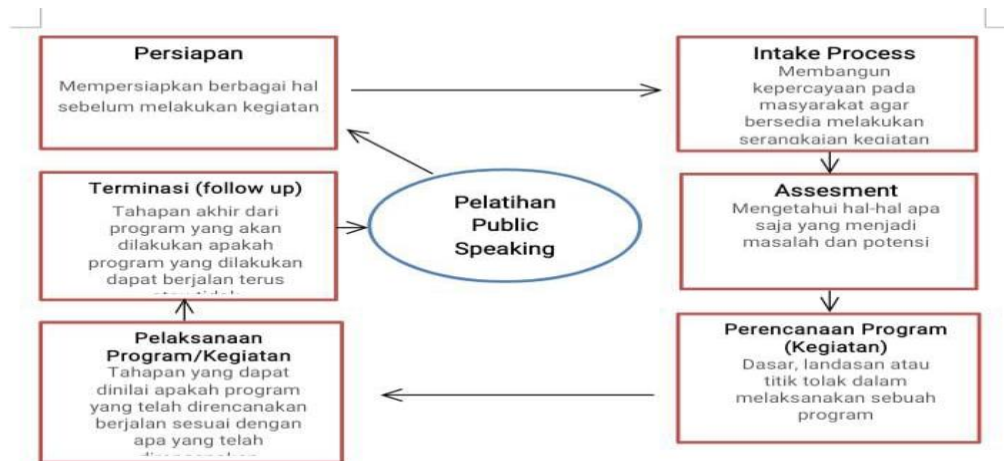 Persiapan
Mempersiapkan berbagai hal
sebelum melakukan kegiatan
Intake Process
Membangun
kepercayaan pada
masyarakat agar
bersedia melakukan
serangkaian kegiatan
Assesment
Mengetahui hal-hal apa
saja yang menjadi
masalah dan potensi
Perencanaan Program
(Kegiatan)
Dasar, landasan atau
titik tolak dalam
melaksanakan sebuah
program
Pelaksanaan
Program/Kegiatan
Tahapan yang dapat
dinilai apakah program
yang telah direncanakan
berjalan sesuai dengan
apa yang telah
Terminasi (follow up)
Tahapan akhir dari
program yang akan
dilakukan apakah
program yang dilakukan
dapat berjalan terus
Pelatihan
Public
Speaking